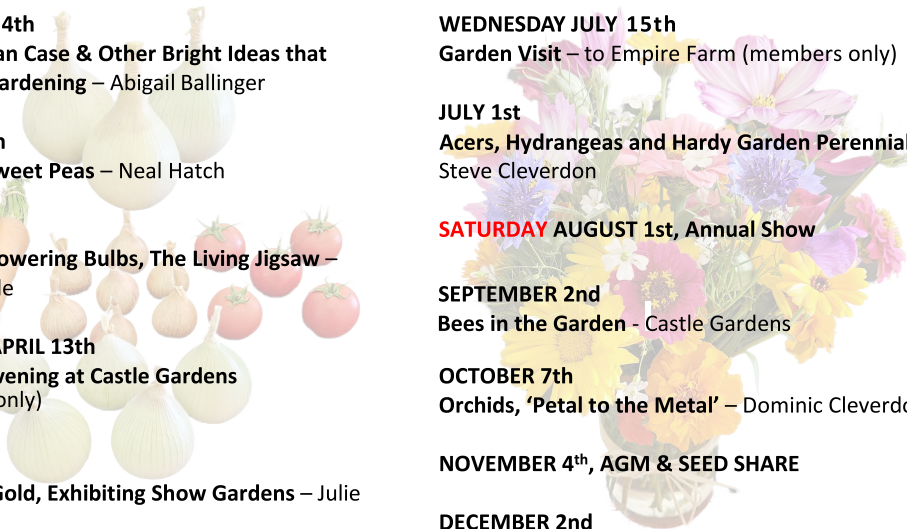 4th
an Case & Other Bright Ideas that
ardening – Abigail Ballinger
h
weet Peas – Neal Hatch
owering Bulbs, The Living Jigsaw –
le
APRIL 13th
vening at Castle Gardens
only)
Gold, Exhibiting Show Gardens – Julie
WEDNESDAY JULY 15th
Garden Visit – to Empire Farm (members only)
JULY 1st
Acers, Hydrangeas and Hardy Garden Perennial
Steve Cleverdon
SATURDAY AUGUST 1st, Annual Show
SEPTEMBER 2nd
Bees in the Garden - Castle Gardens
OCTOBER 7th
Orchids, ‘Petal to the Metal’ – Dominic Cleverdo
NOVEMBER 4th, AGM & SEED SHARE
DECEMBER 2nd